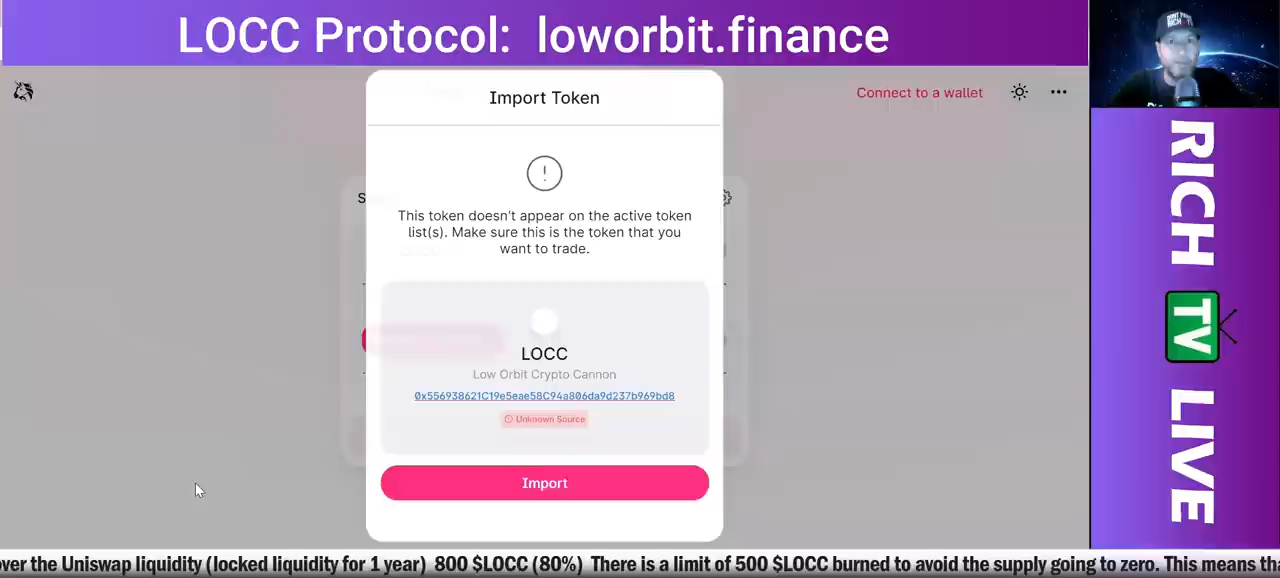 LOCC Protocol: loworbit.finance
Import Token
Connect to a wallet
This token doesn't appear on the active token
list(s). Make sure this is the token that you
want to trade.
LOCC
Low Orbit Crypto Cannon
0x556938621C19e5eae58C94a806da9d237b969bd8
Unknown Source
Import
RICH TV LIVE
over the Uniswap liquidity (locked liquidity for 1 year) 800 $LOCC (80%) There is a limit of 500 $LOCC burned to avoid the supply going to zero. This means tha